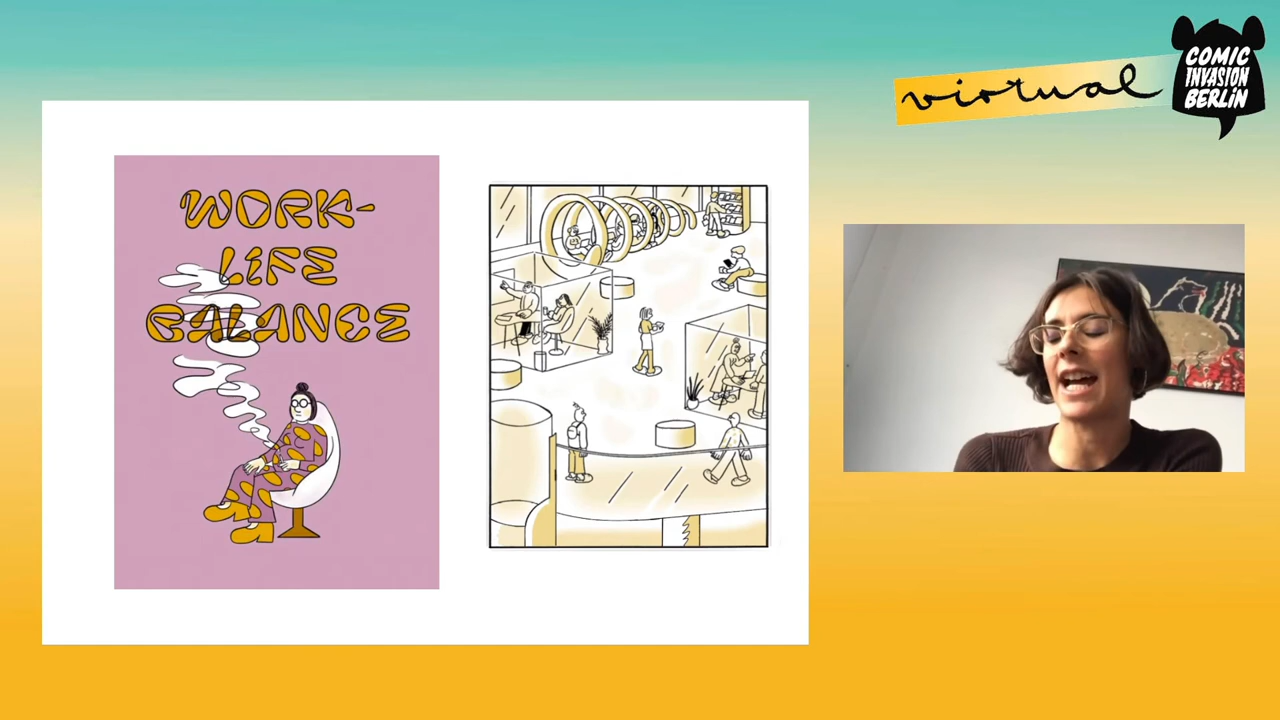 virtual
COMIC
INVASION
BERLIN
WORK-
LIFE
BALANCE